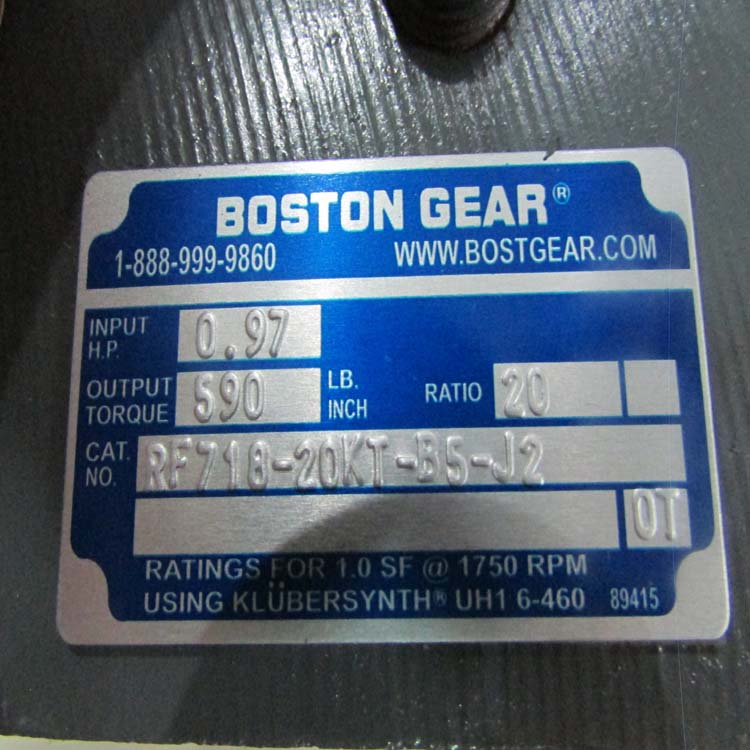 BOSTON GEAR®
1-888-999-9860 WWW.BOSTGEAR.COM
INPUT H.P. 0.97
OUTPUT TORQUE 590 LB. INCH RATIO 20
CAT. NO. RF718-20KT-B5-J2
OT
RATINGS FOR 1.0 SF @ 1750 RPM
USING KLÜBERSYNTH® UH1 6-460 89415